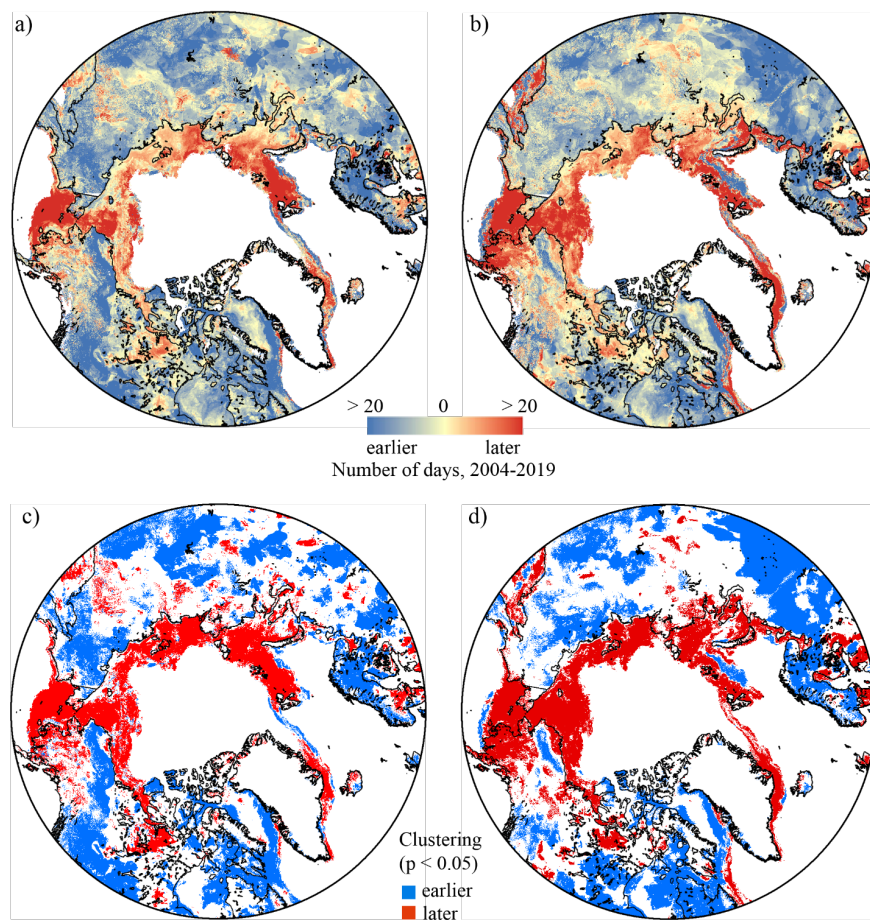 a)
b)
> 20 0 > 20
earlier later
Number of days, 2004-2019
c)
d)
Clustering
(p < 0.05)
earlier
later